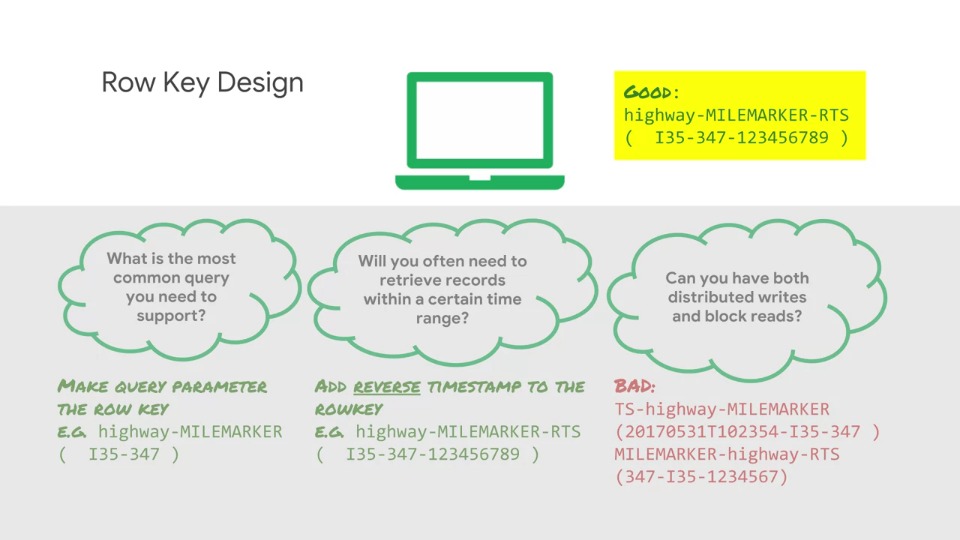 Row Key Design
Good:
highway-MILEMARKER-RTS
( I35-347-123456789 )
What is the most
common query
you need to
support?
Will you often need to
retrieve records
within a certain time
range?
Can you have both
distributed writes
and block reads?
Make query parameter
the row key
e.g. highway-MILEMARKER
( I35-347 )
Add reverse timestamp to the
rowkey
e.g. highway-MILEMARKER-RTS
( I35-347-123456789 )
BAD:
TS-highway-MILEMARKER
(20170531T102354-I35-347 )
MILEMARKER-highway-RTS
(347-I35-1234567)